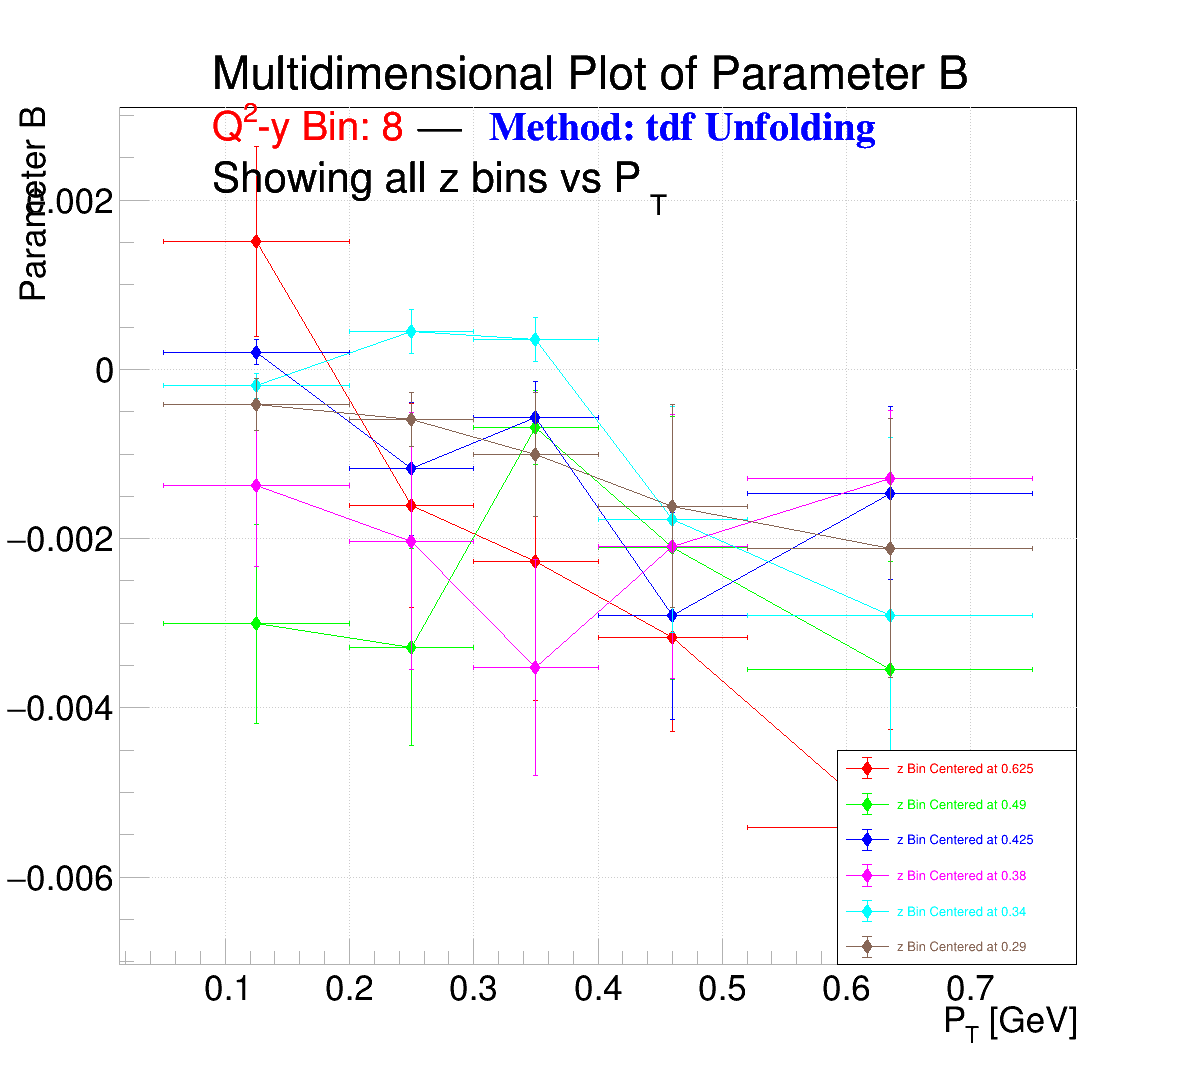 Multidimensional Plot of Parameter B
Q²-y Bin: 8 — Method: tdf Unfolding
Showing all z bins vs P_T
Parameter B
0.002
0
−0.002
−0.004
−0.006
z Bin Centered at 0.625
z Bin Centered at 0.49
z Bin Centered at 0.425
z Bin Centered at 0.38
z Bin Centered at 0.34
z Bin Centered at 0.29
0.1 0.2 0.3 0.4 0.5 0.6 0.7
P_T [GeV]